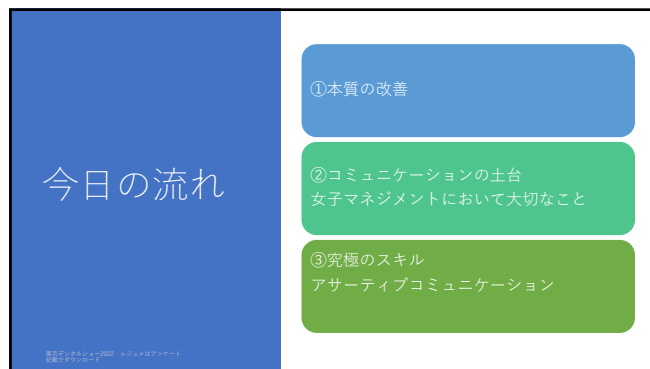 今日の流れ
①本質の改善
②コミュニケーションの土台
女子マネジメントにおいて大切なこと
③究極のスキル
アサーティブコミュニケーション
東京デンタルショー2022　レジュメはアンケート
記載でダウンロード